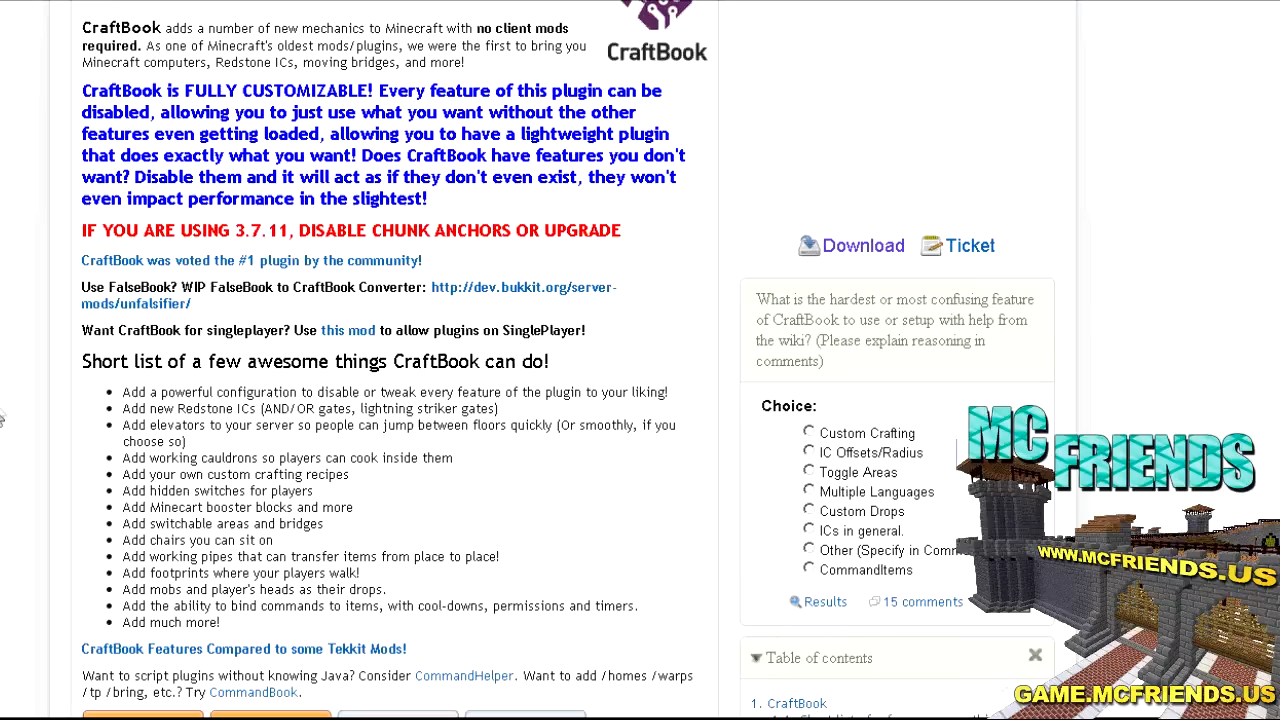 CraftBook adds a number of new mechanics to Minecraft with no client mods
required. As one of Minecraft's oldest mods/plugins, we were the first to bring you
Minecraft computers, Redstone ICs, moving bridges, and more!
CraftBook
CraftBook is FULLY CUSTOMIZABLE! Every feature of this plugin can be
disabled, allowing you to just use what you want without the other
features even getting loaded, allowing you to have a lightweight plugin
that does exactly what you want! Does CraftBook have features you don't
want? Disable them and it will act as if they don't even exist, they won't
even impact performance in the slightest!
IF YOU ARE USING 3.7.11, DISABLE CHUNK ANCHORS OR UPGRADE
CraftBook was voted the #1 plugin by the community!
Use FalseBook? WIP FalseBook to CraftBook Converter: http://dev.bukkit.org/server-
mods/unfalsifier/
Want CraftBook for singleplayer? Use this mod to allow plugins on SinglePlayer!
Short list of a few awesome things CraftBook can do!
Add a powerful configuration to disable or tweak every feature of the plugin to your liking!
Add new Redstone ICs (AND/OR gates, lightning striker gates)
Add elevators to your server so people can jump between floors quickly (Or smoothly, if you
choose so)
Add working cauldrons so players can cook inside them
Add your own custom crafting recipes
Add hidden switches for players
Add Minecart booster blocks and more
Add switchable areas and bridges
Add chairs you can sit on
Add working pipes that can transfer items from place to place!
Add footprints where your players walk!
Add mobs and player's heads as their drops.
Add the ability to bind commands to items, with cool-downs, permissions and timers.
Add much more!
CraftBook Features Compared to some Tekkit Mods!
Want to script plugins without knowing Java? Consider CommandHelper. Want to add /homes /warps
/tp /bring, etc.? Try CommandBook.
Download Ticket
What is the hardest or most confusing feature
of CraftBook to use or setup with help from
the wiki? (Please explain reasoning in
comments)
Choice:
Custom Crafting
IC Offsets/Radius
Toggle Areas
Multiple Languages
Custom Drops
ICs in general.
Other (Specify in Comm
CommandItems
Results 15 comments
Table of contents
1. CraftBook
MC
FRIENDS
WWW.MCFRIENDS.US
GAME.MCFRIENDS.US